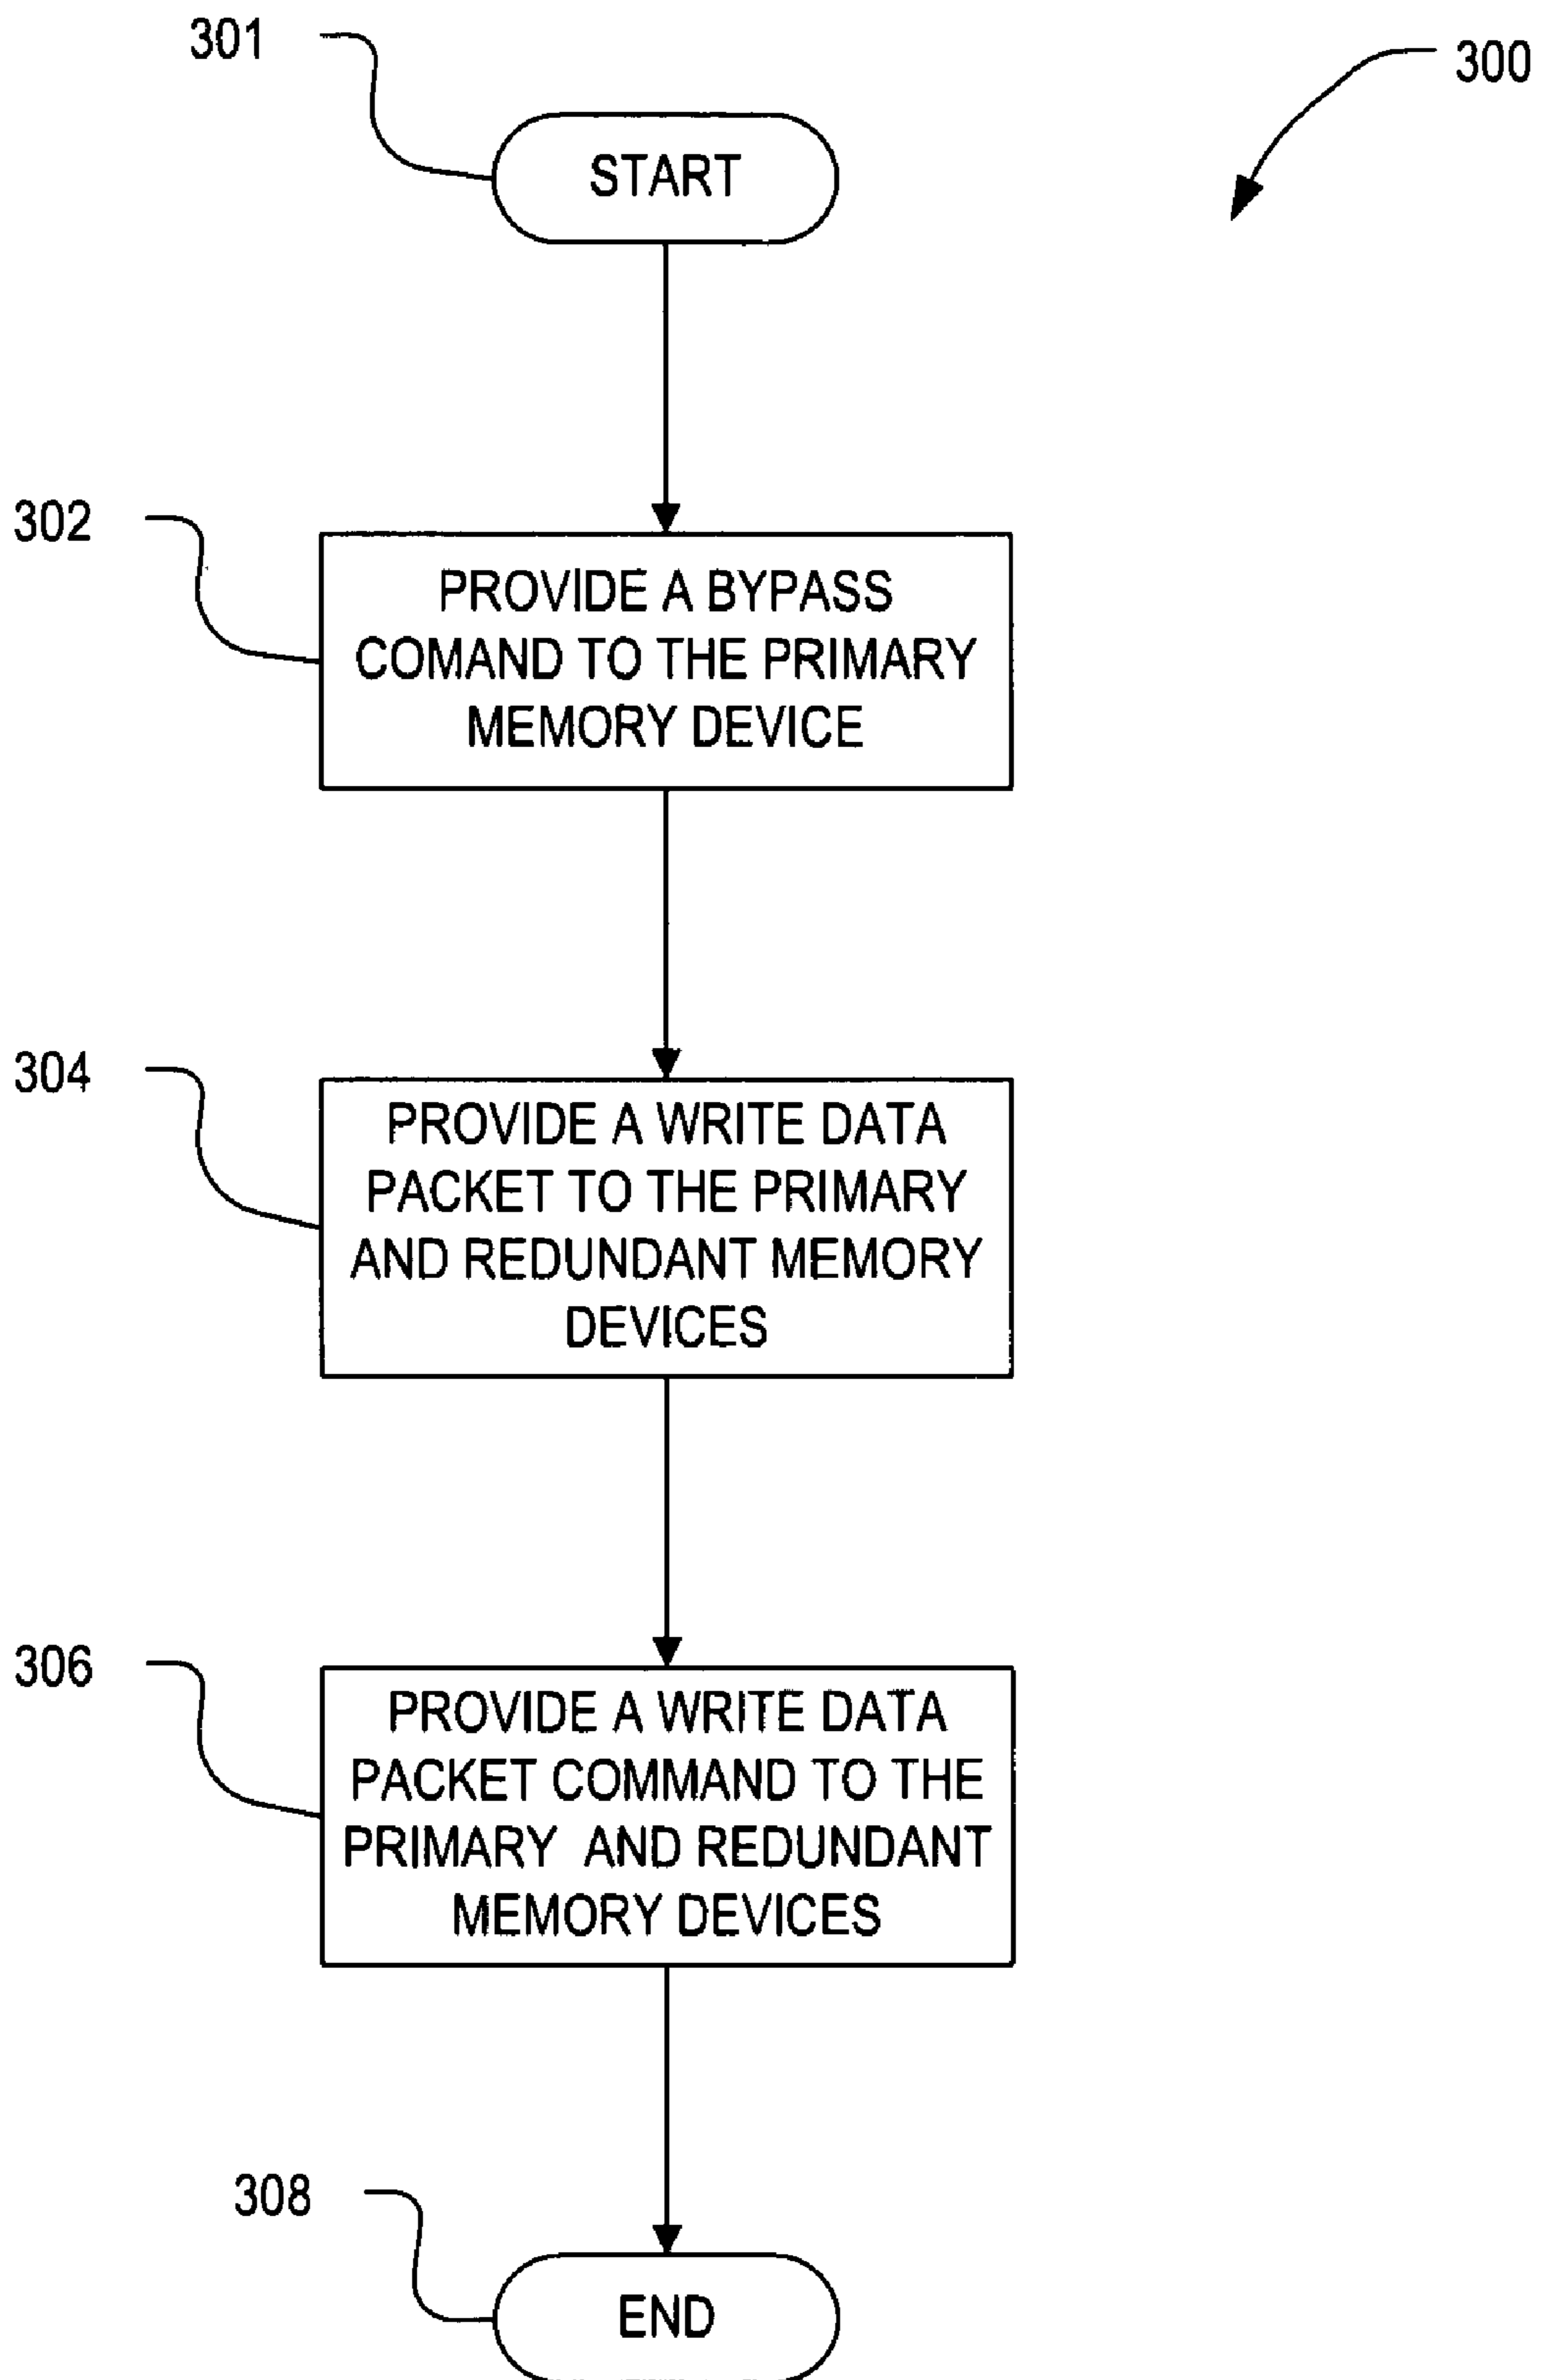 301
300
START
302
PROVIDE A BYPASS
COMAND TO THE PRIMARY
MEMORY DEVICE
304
PROVIDE A WRITE DATA
PACKET TO THE PRIMARY
AND REDUNDANT MEMORY
DEVICES
306
PROVIDE A WRITE DATA
PACKET COMMAND TO THE
PRIMARY AND REDUNDANT
MEMORY DEVICES
308
END